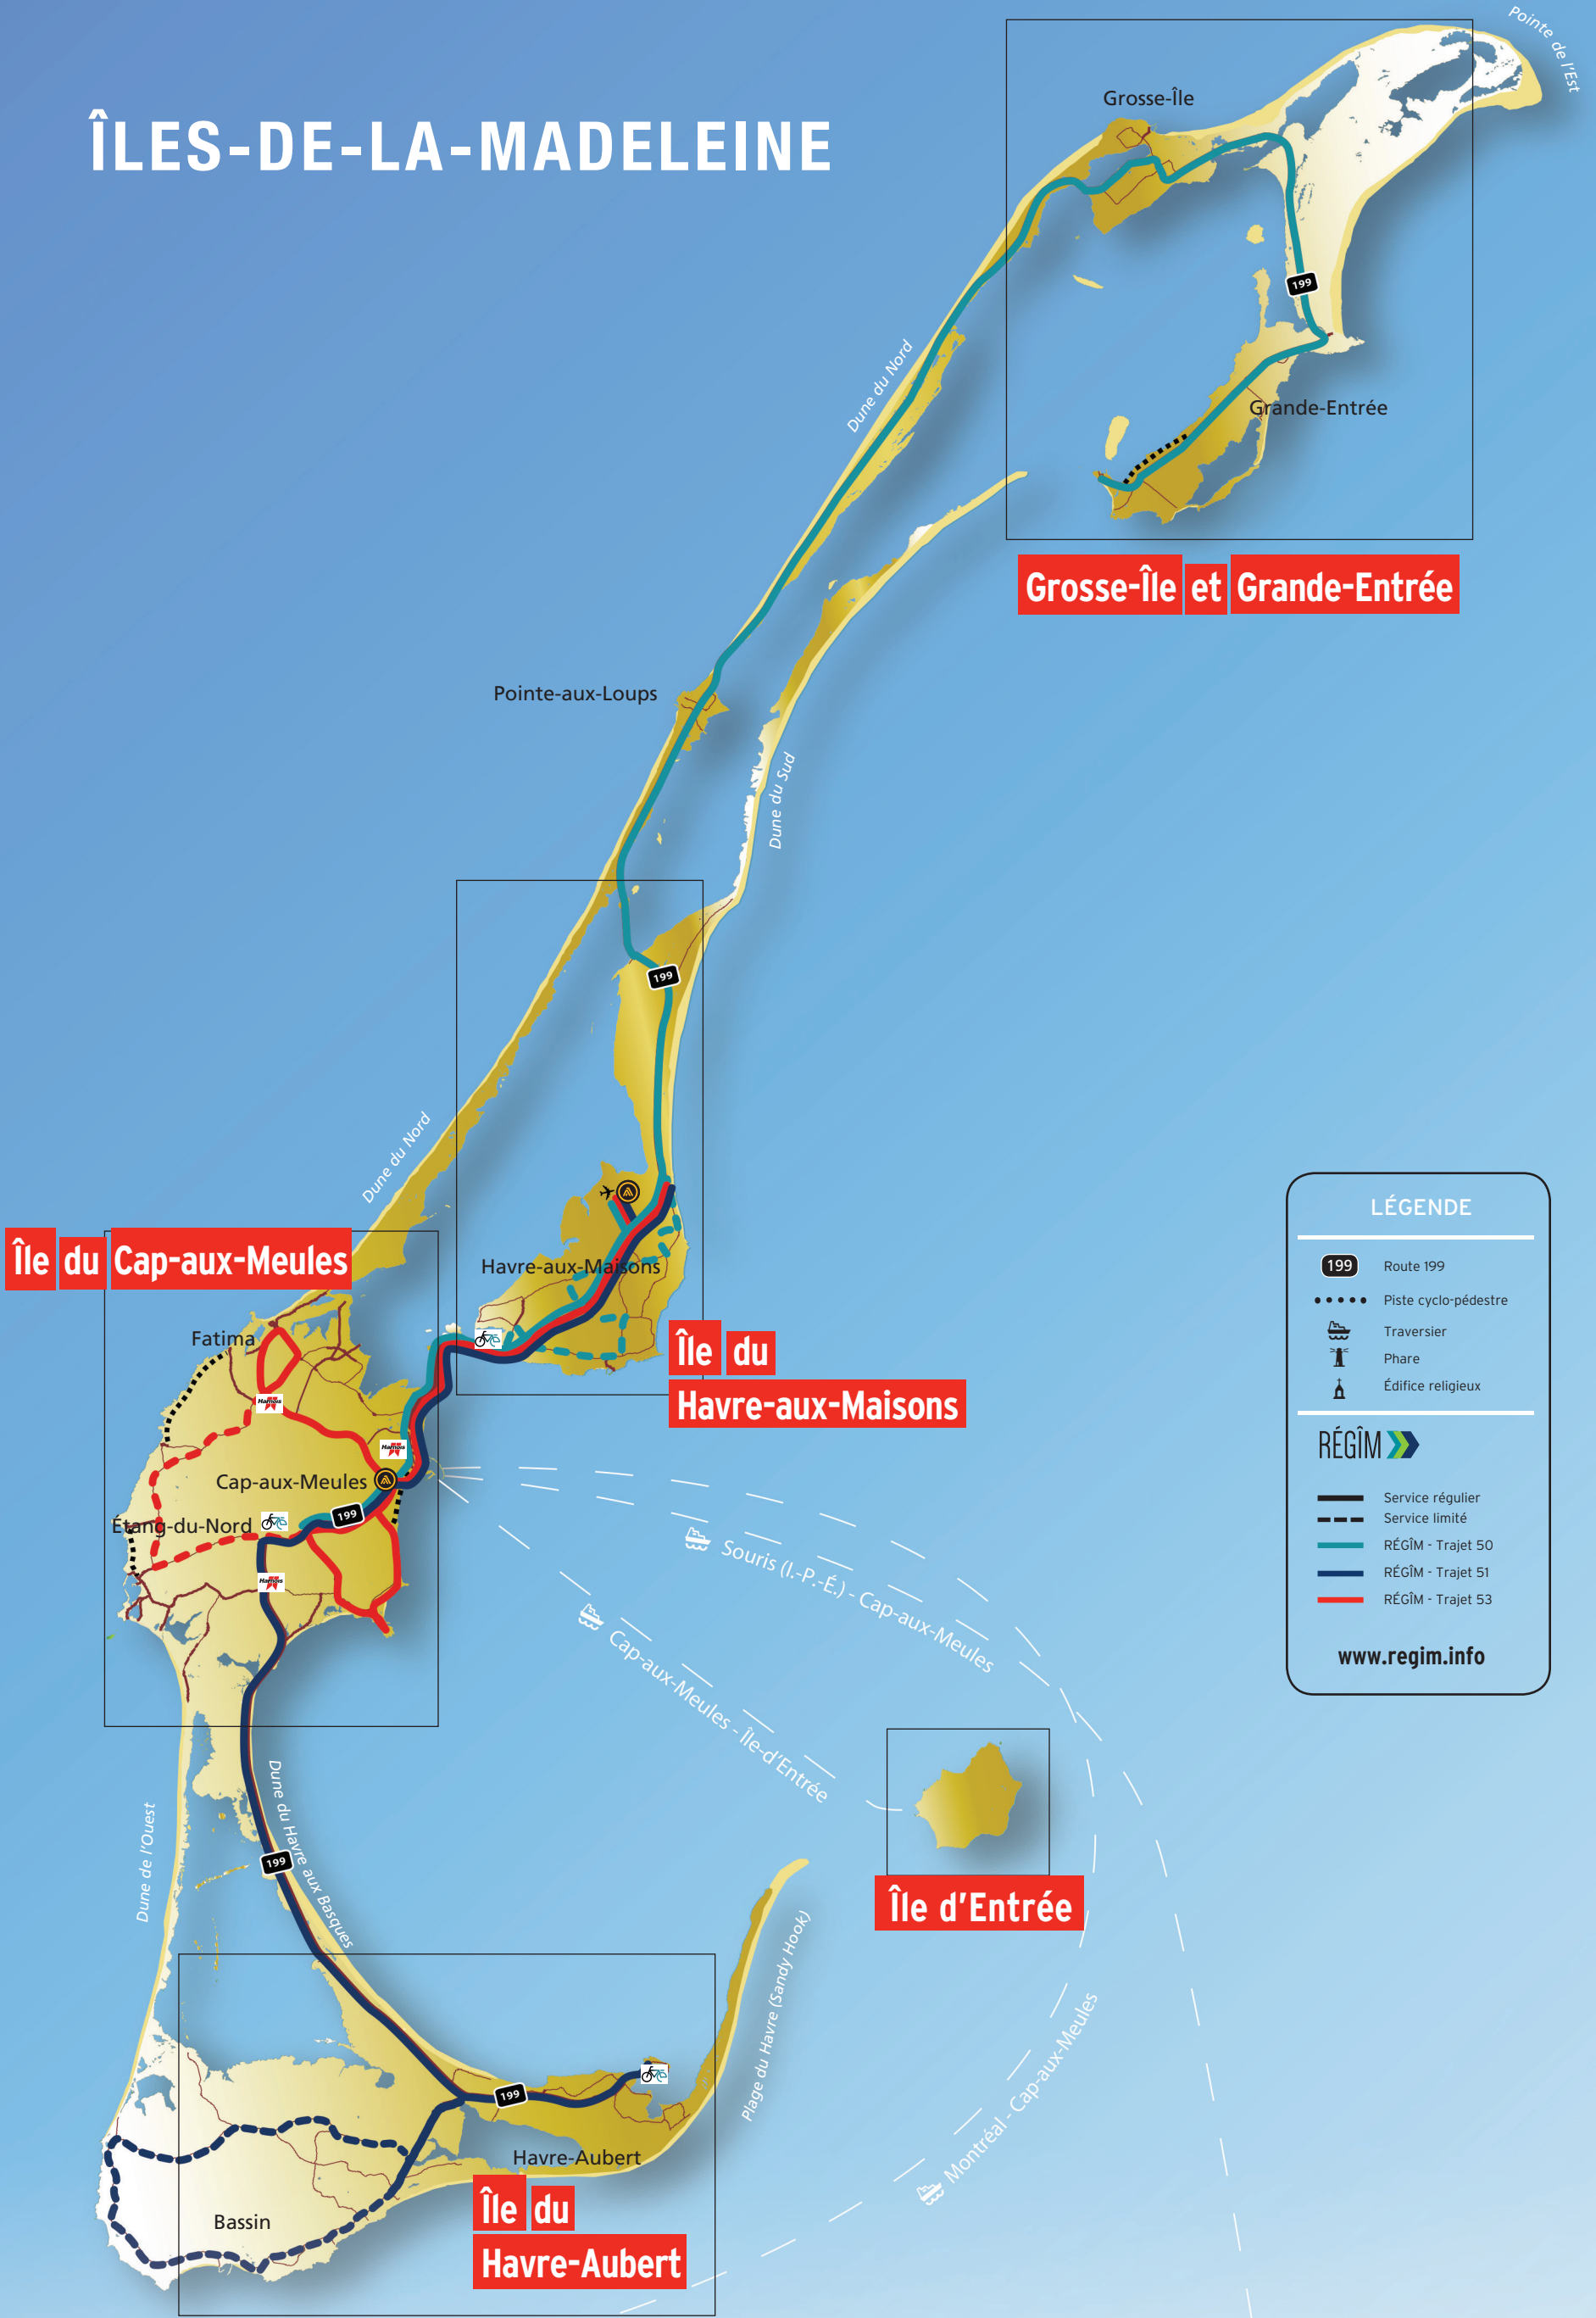 Pointe de l'Est
ÎLES-DE-LA-MADELEINE
Grosse-Île
199
Dune du Nord
Grande-Entrée
Grosse-Île et Grande-Entrée
Pointe-aux-Loups
Dune du Sud
199
Dune du Nord
Île du Cap-aux-Meules
Havre-aux-Maisons
Fatima
Île du
Havre-aux-Maisons
Harnois
Harnois
Cap-aux-Meules
199
Étang-du-Nord
Harnois
Souris (I.-P.-É.) - Cap-aux-Meules
Cap-aux-Meules - Île-d'Entrée
LÉGENDE
199 Route 199
Piste cyclo-pédestre
Traversier
Phare
Édifice religieux
RÉGÎM
Service régulier
Service limité
RÉGÎM - Trajet 50
RÉGÎM - Trajet 51
RÉGÎM - Trajet 53
www.regim.info
Dune de l'Ouest
Dune du Havre aux Basques
199
Île d'Entrée
Plage du Havre (Sandy Hook)
Montréal - Cap-aux-Meules
199
Havre-Aubert
Île du
Havre-Aubert
Bassin